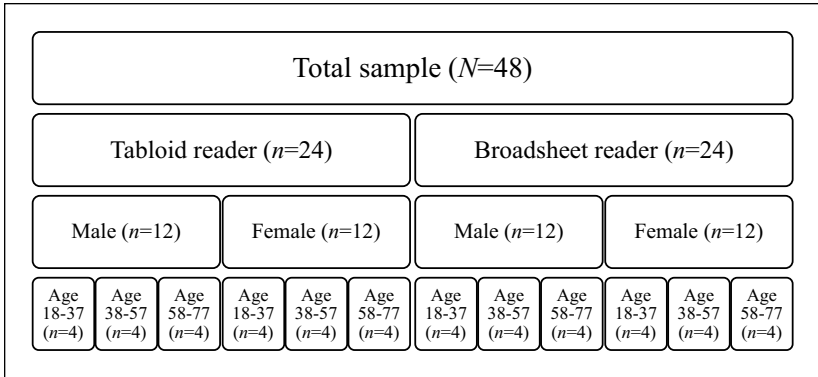 Total sample (N=48)
Tabloid reader (n=24) Broadsheet reader (n=24)
Male (n=12) Female (n=12) Male (n=12) Female (n=12)
Age Age Age Age Age Age Age Age Age Age Age Age
18-37 38-57 58-77 18-37 38-57 58-77 18-37 38-57 58-77 18-37 38-57 58-77
(n=4) (n=4) (n=4) (n=4) (n=4) (n=4) (n=4) (n=4) (n=4) (n=4) (n=4) (n=4)